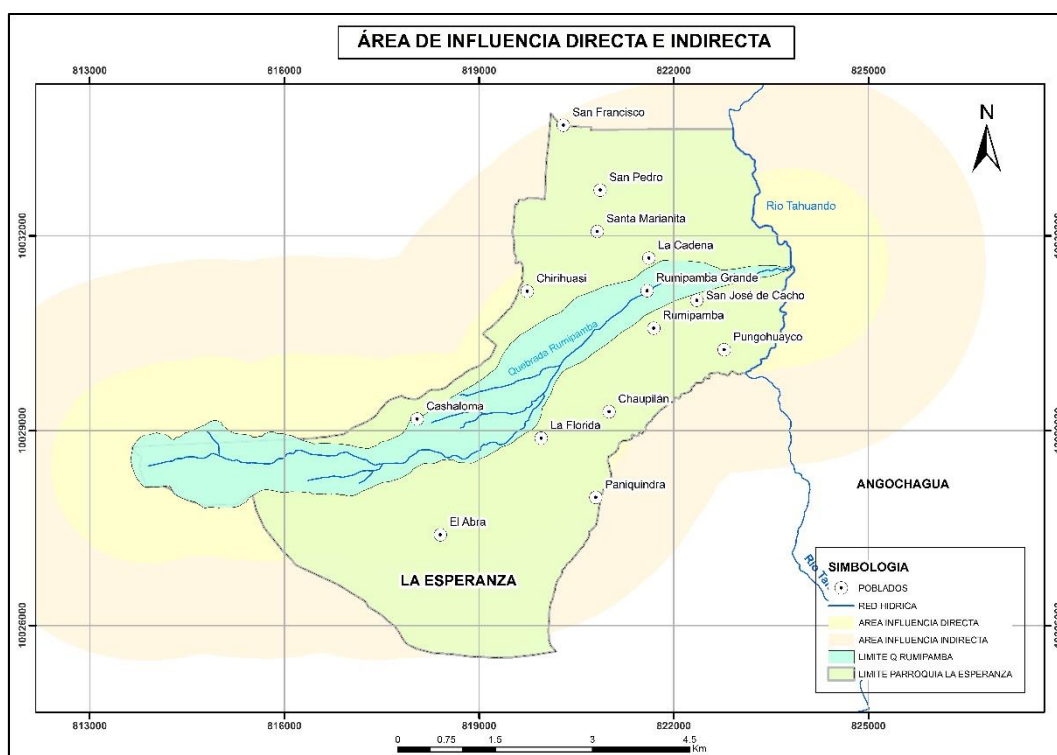 ÁREA DE INFLUENCIA DIRECTA E INDIRECTA
813000 816000 819000 822000 825000
N
San Francisco
San Pedro
Rio Tahuando
Santa Marianita
10032000
La Cadena
Chirihuasi
Rumipamba Grande
San José de Cacho
Rumipamba
Quebrada Rumipamba
Pungohuayco
Cashaloma
Chaupilán
10029000
La Florida
ANGOCHAGUA
Paniquindra
El Abra
LA ESPERANZA
10026000
SIMBOLOGIA
POBLADOS
RED HIDRICA
AREA INFLUENCIA DIRECTA
AREA INFLUENCIA INDIRECTA
LIMITE Q RUMIPAMBA
LIMITE PARROQUIA LA ESPERANZA
813000 816000 819000 822000 825000
0 0.75 1.5 3 4.5
Km